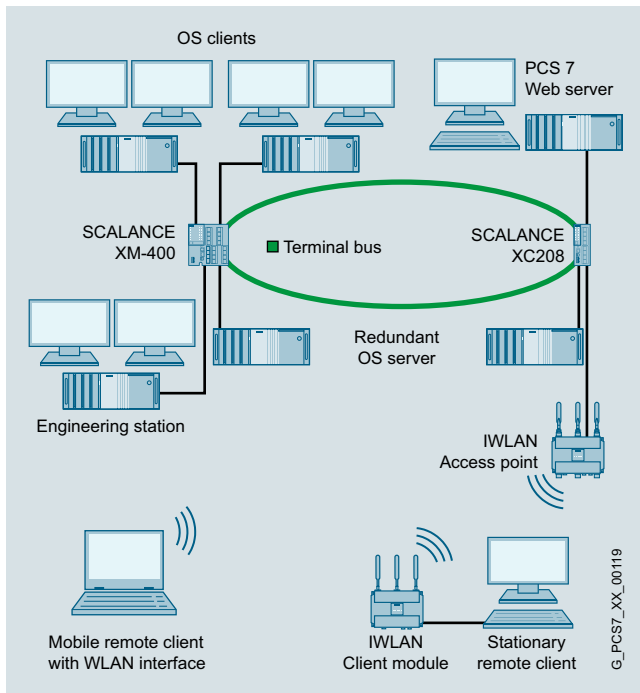 OS clients
PCS 7
Web server
SCALANCE
XM-400
Terminal bus
SCALANCE
XC208
Redundant
OS server
Engineering station
IWLAN
Access point
Mobile remote client
with WLAN interface
IWLAN
Client module
Stationary
remote client
G_PCS7_XX_00119